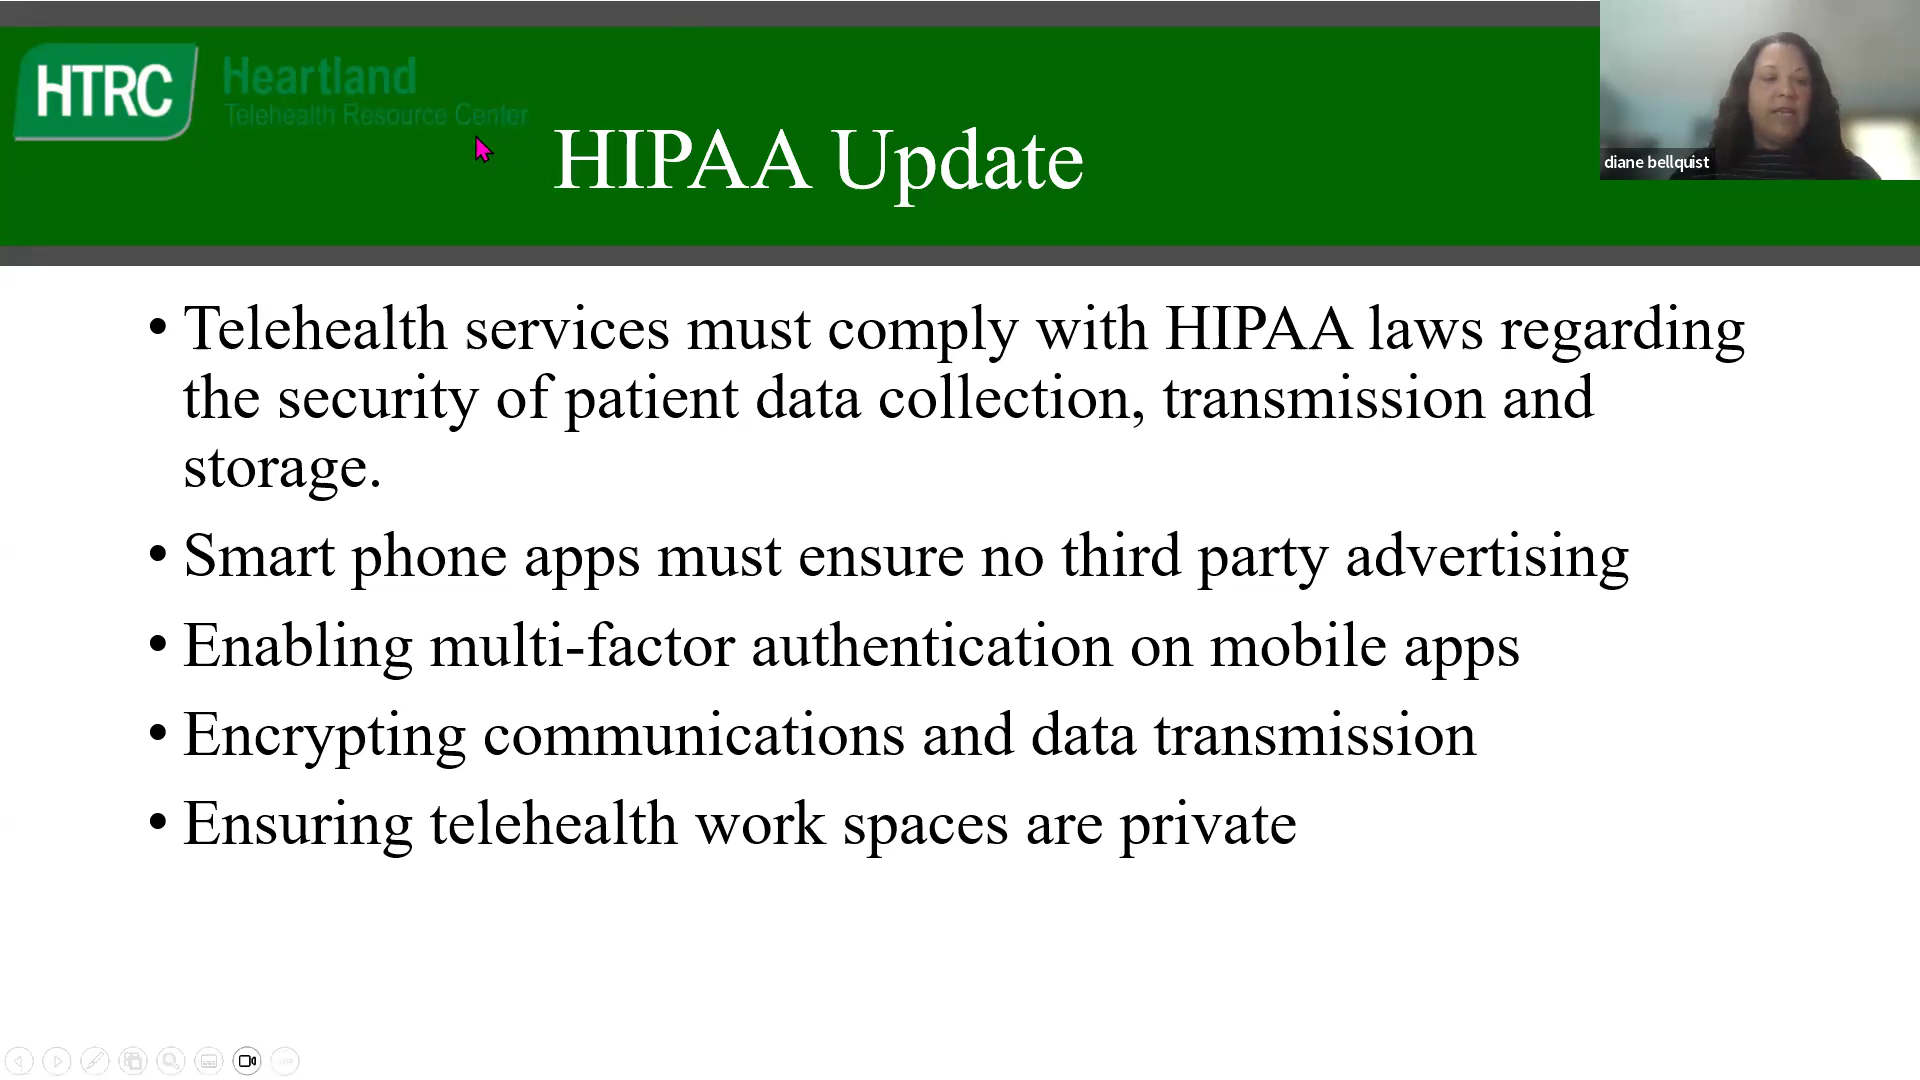 HTRC
Heartland
Telehealth Resource Center
HIPAA Update
diane bellquist
• Telehealth services must comply with HIPAA laws regarding
the security of patient data collection, transmission and
storage.
• Smart phone apps must ensure no third party advertising
• Enabling multi-factor authentication on mobile apps
• Encrypting communications and data transmission
• Ensuring telehealth work spaces are private